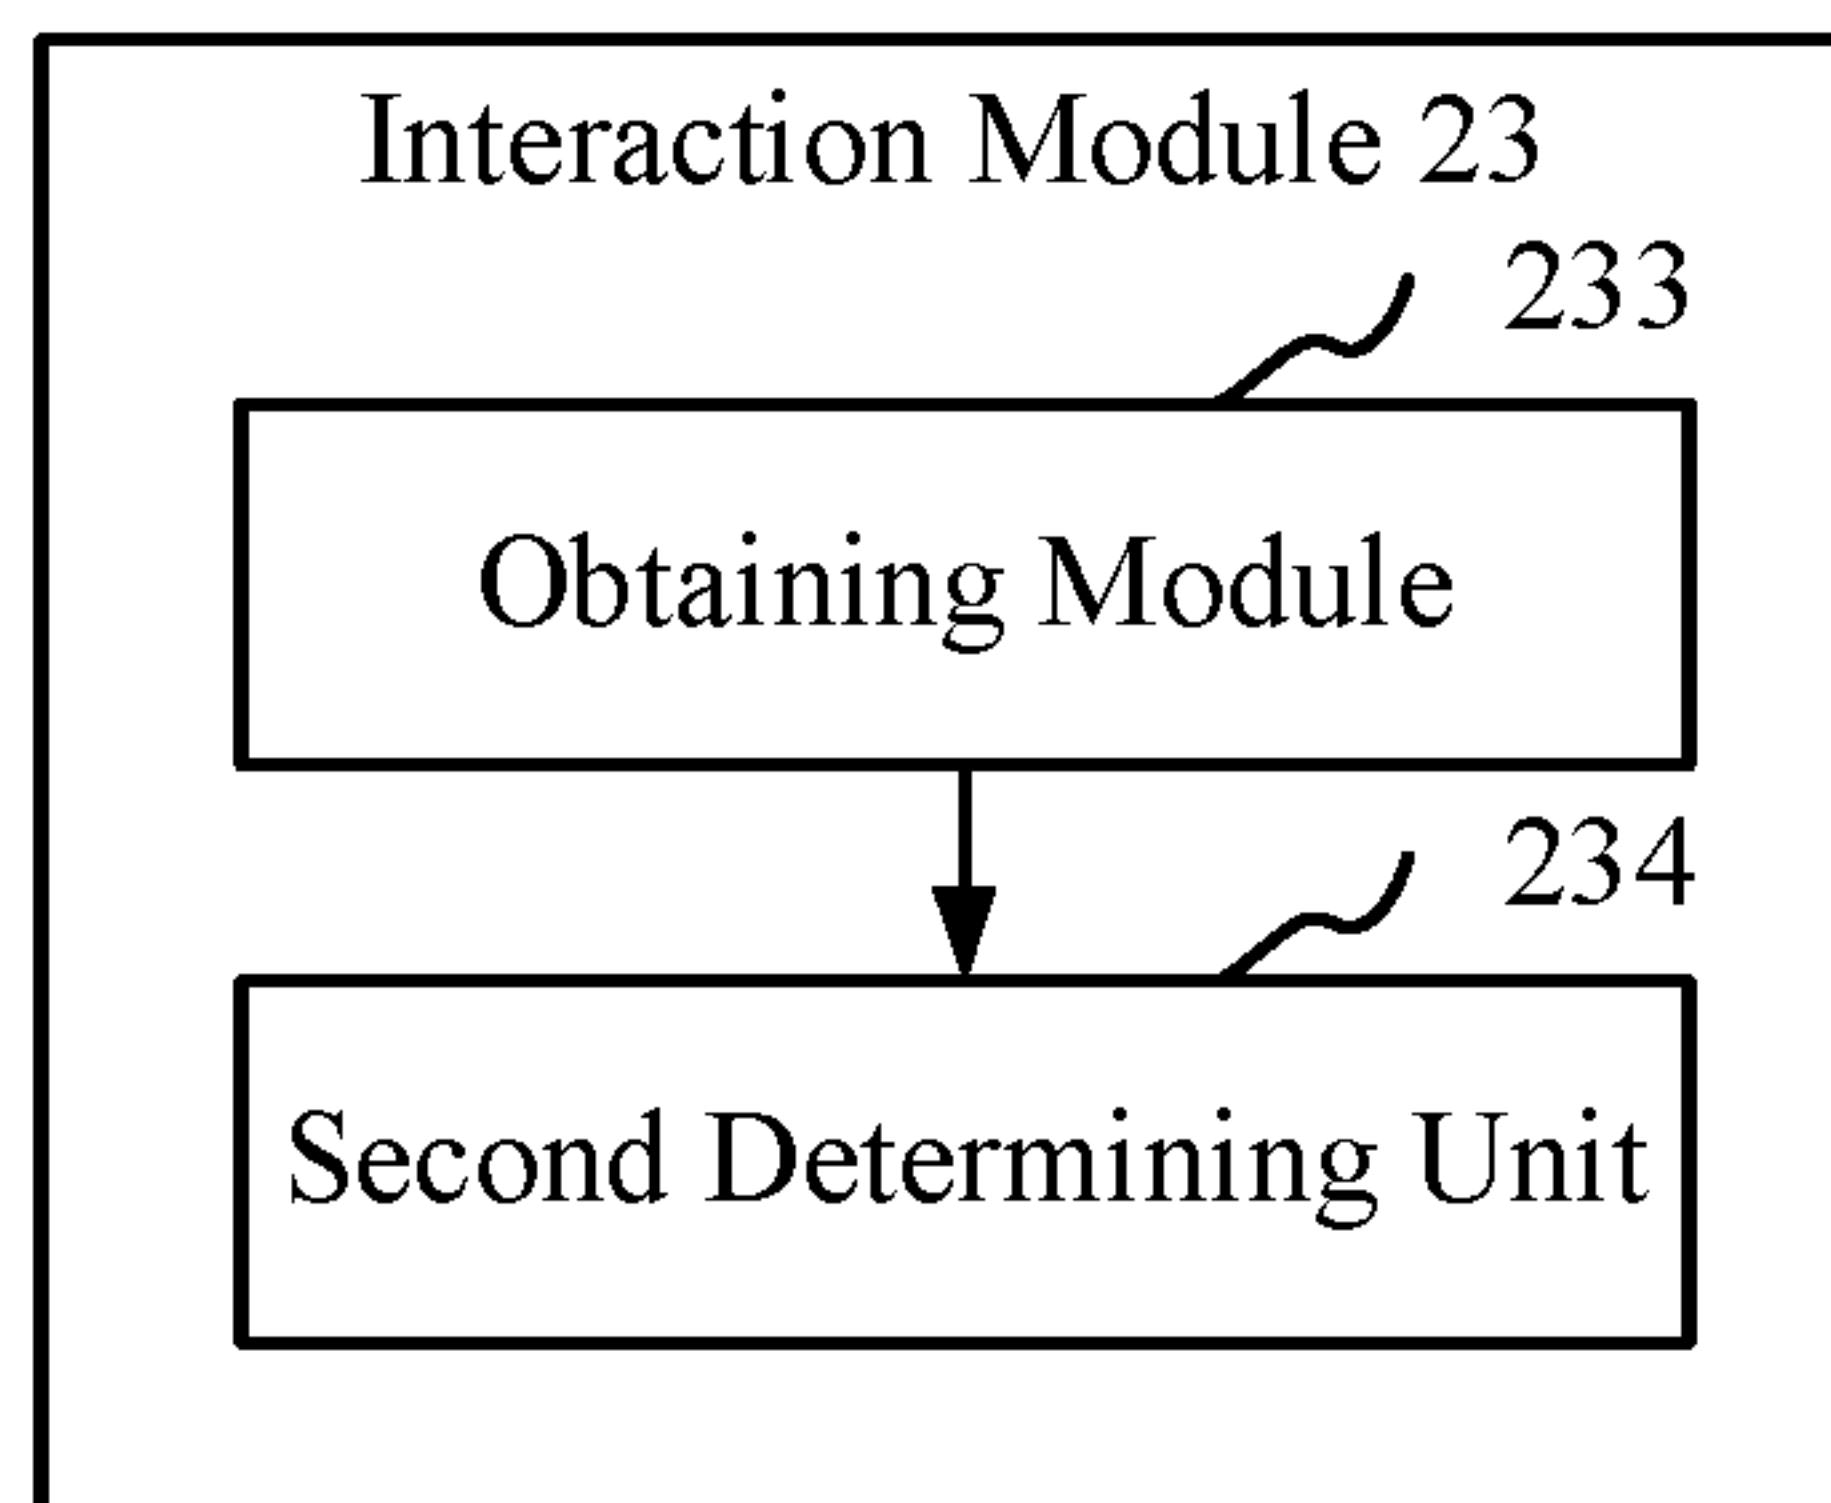 Interaction Module 23
233
Obtaining Module
234
Second Determining Unit